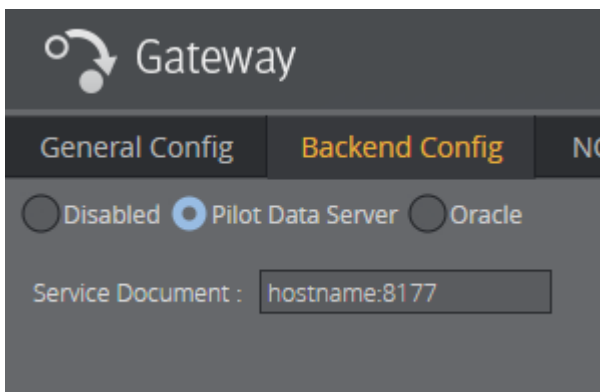 Gateway
General Config Backend Config
Disabled Pilot Data Server Oracle
Service Document : hostname:8177